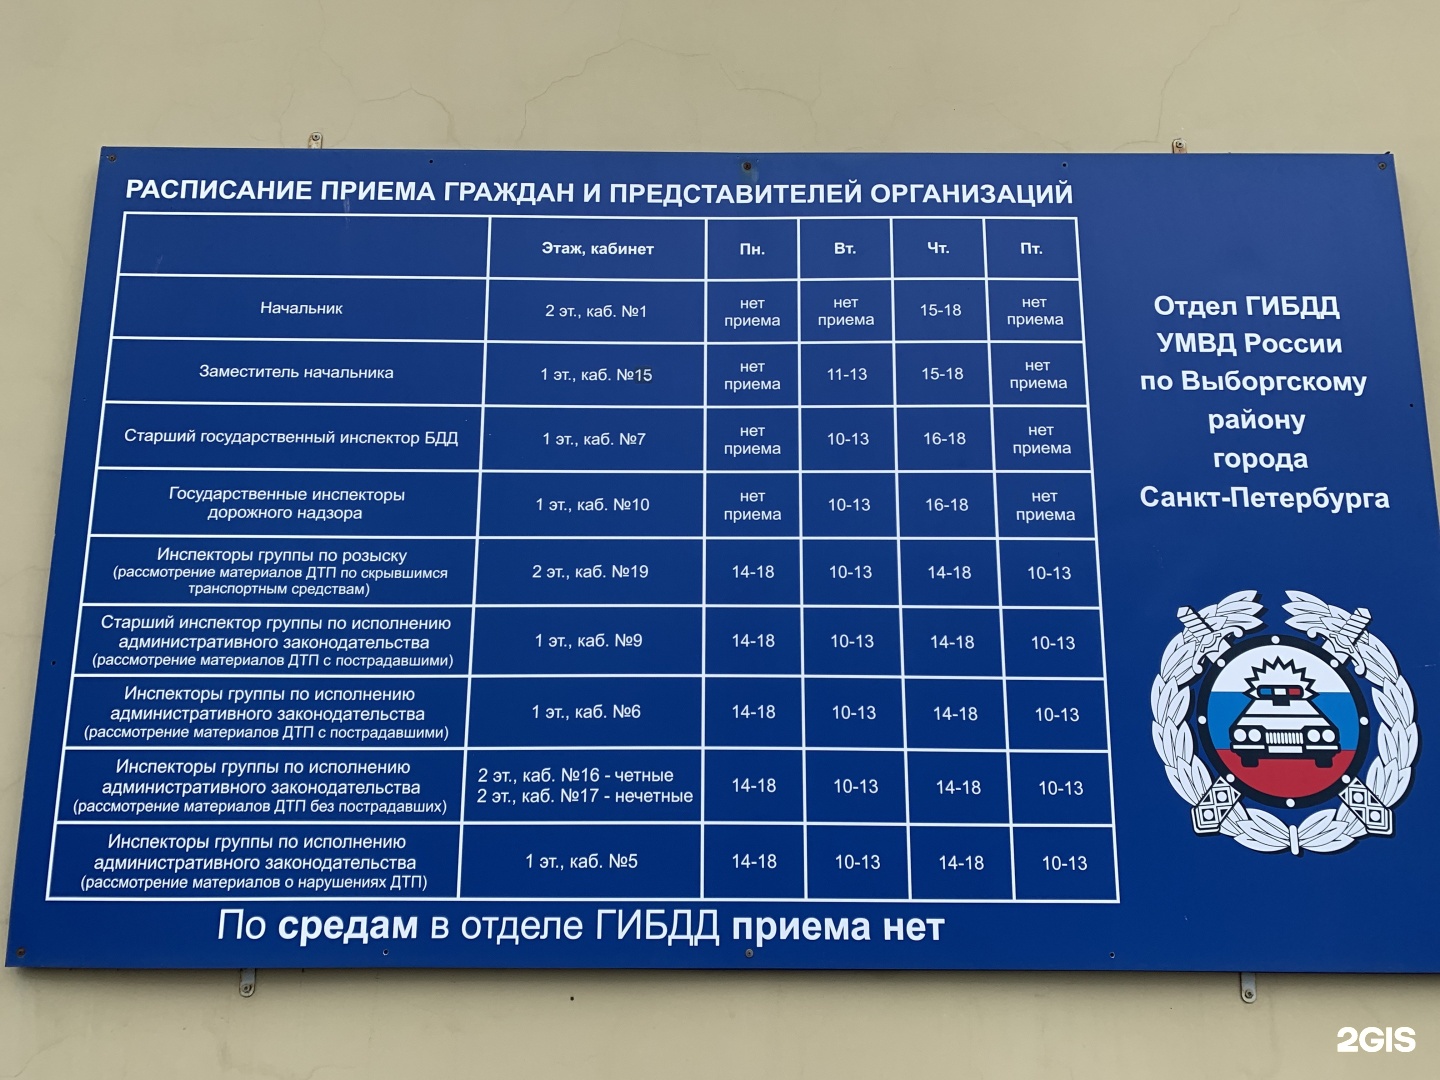 РАСПИСАНИЕ ПРИЕМА ГРАЖДАН И ПРЕДСТАВИТЕЛЕЙ ОРГАНИЗАЦИЙ
Этаж, кабинет Пн. Вт. Чт. Пт.
Начальник 2 эт., каб. №1 нет приема нет приема 15-18 нет приема
Заместитель начальника 1 эт., каб. №15 нет приема 11-13 15-18 нет приема
Старший государственный инспектор БДД 1 эт., каб. №7 нет приема 10-13 16-18 нет приема
Государственные инспекторы
дорожного надзора 1 эт., каб. №10 нет приема 10-13 16-18 нет приема
Инспекторы группы по розыску
(рассмотрение материалов ДТП по скрывшимся
транспортным средствам) 2 эт., каб. №19 14-18 10-13 14-18 10-13
Старший инспектор группы по исполнению
административного законодательства
(рассмотрение материалов ДТП с пострадавшими) 1 эт., каб. №9 14-18 10-13 14-18 10-13
Инспекторы группы по исполнению
административного законодательства
(рассмотрение материалов ДТП с пострадавшими) 1 эт., каб. №6 14-18 10-13 14-18 10-13
Инспекторы группы по исполнению
административного законодательства
(рассмотрение материалов ДТП без пострадавших) 2 эт., каб. №16 - четные
2 эт., каб. №17 - нечетные 14-18 10-13 14-18 10-13
Инспекторы группы по исполнению
административного законодательства
(рассмотрение материалов о нарушениях ДТП) 1 эт., каб. №5 14-18 10-13 14-18 10-13
По средам в отделе ГИБДД приема нет
Отдел ГИБДД
УМВД России
по Выборгскому
району
города
Санкт-Петербурга
2GIS